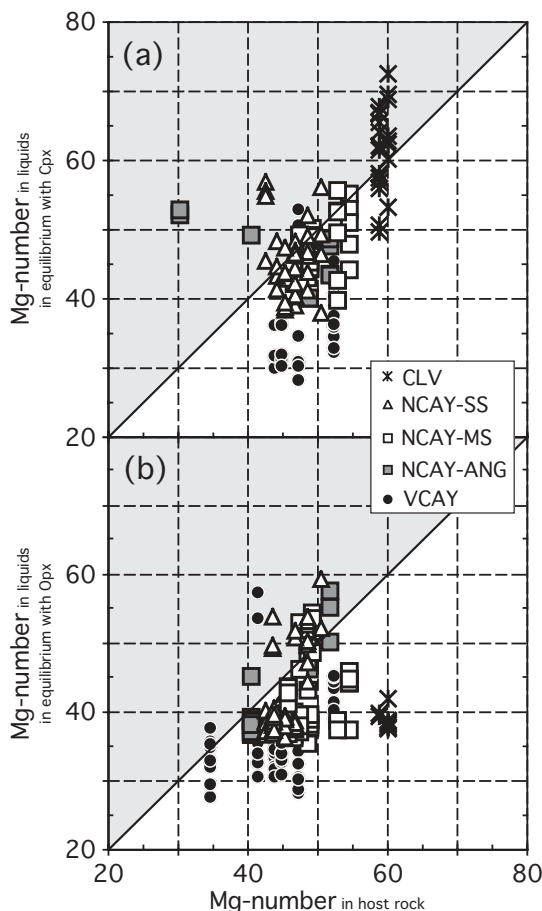 80
(a)
60
40
20
Mg-number in liquids
in equilibrium with Cpx
CLV
NCAY-SS
NCAY-MS
NCAY-ANG
VCAY
(b)
60
40
20
Mg-number in liquids
in equilibrium with Opx
20 40 60 80
Mg-number in host rock